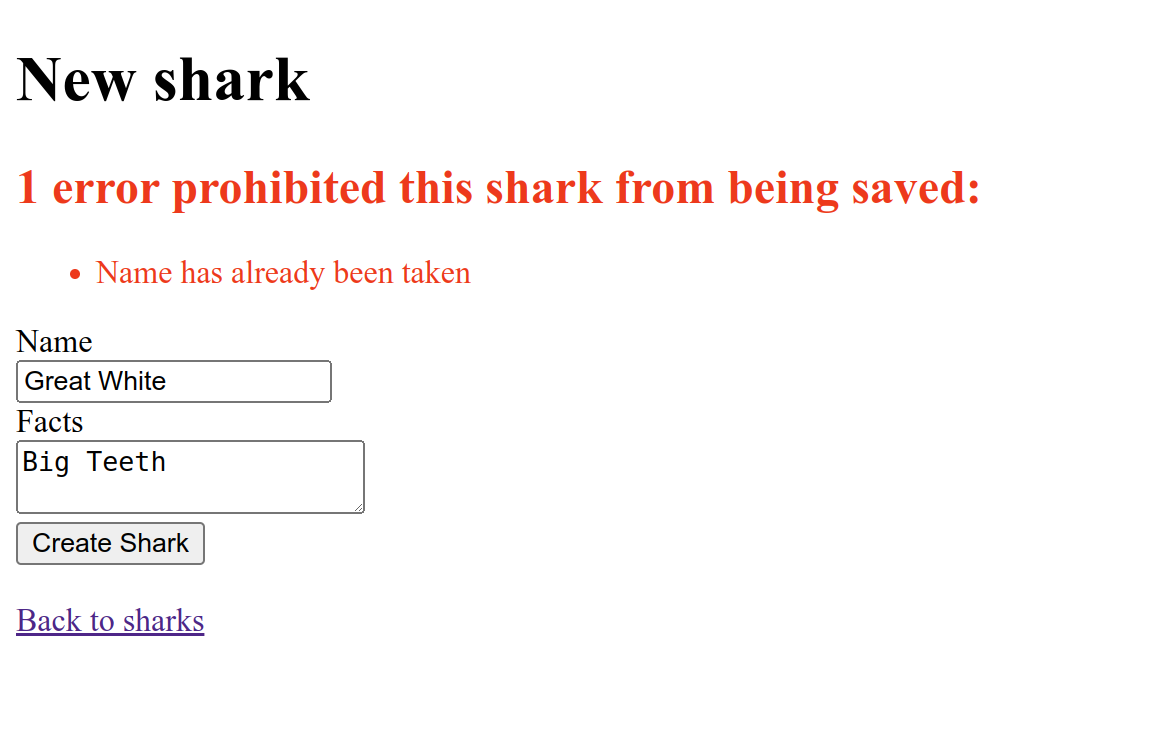 New shark
1 error prohibited this shark from being saved:
Name has already been taken
Name
Great White
Facts
Big Teeth
Create Shark
Back to sharks